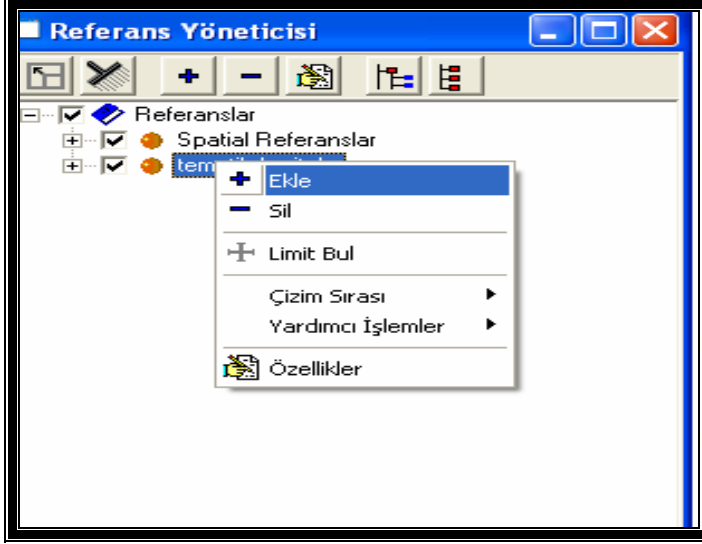 Referans Yöneticisi
Referanslar
Spatial Referanslar
Ekle
Sil
Limit Bul
Çizim Sırası
Yardımcı İşlemler
Özellikler